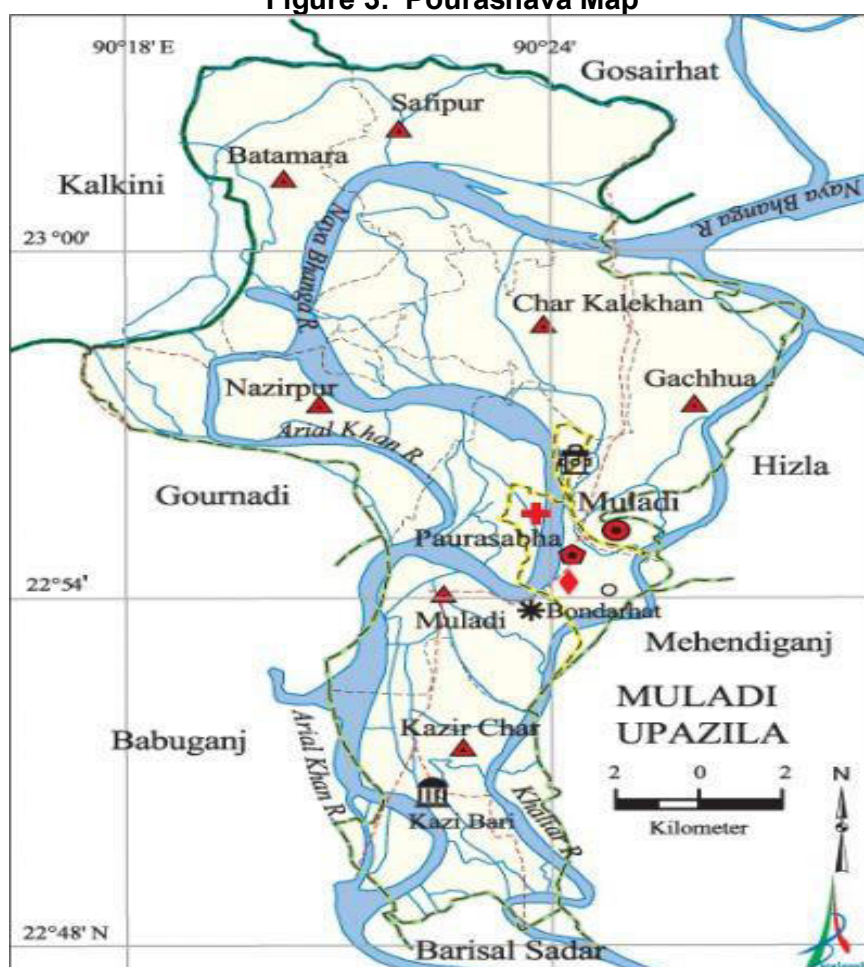 Figure 3: Pourashava Map
90°18' E
90°24'
Gosairhat
Safipur
Batamara
Kalkini
Naya Bhanga R.
Naya Bhanga R.
23°00'
Char Kalekhan
Nazirpur
Gachhua
Arial Khan R.
Hizla
Gournadi
Muladi
Paurasabha
22°54'
Muladi
Bondarhat
Mehendiganj
MULADI
UPAZILA
Babuganj
Arial Khan R.
Kazir Char
2 0 2
N
Kilometer
Kazi Bari
Khaliar R.
22°48' N
Barisal Sadar